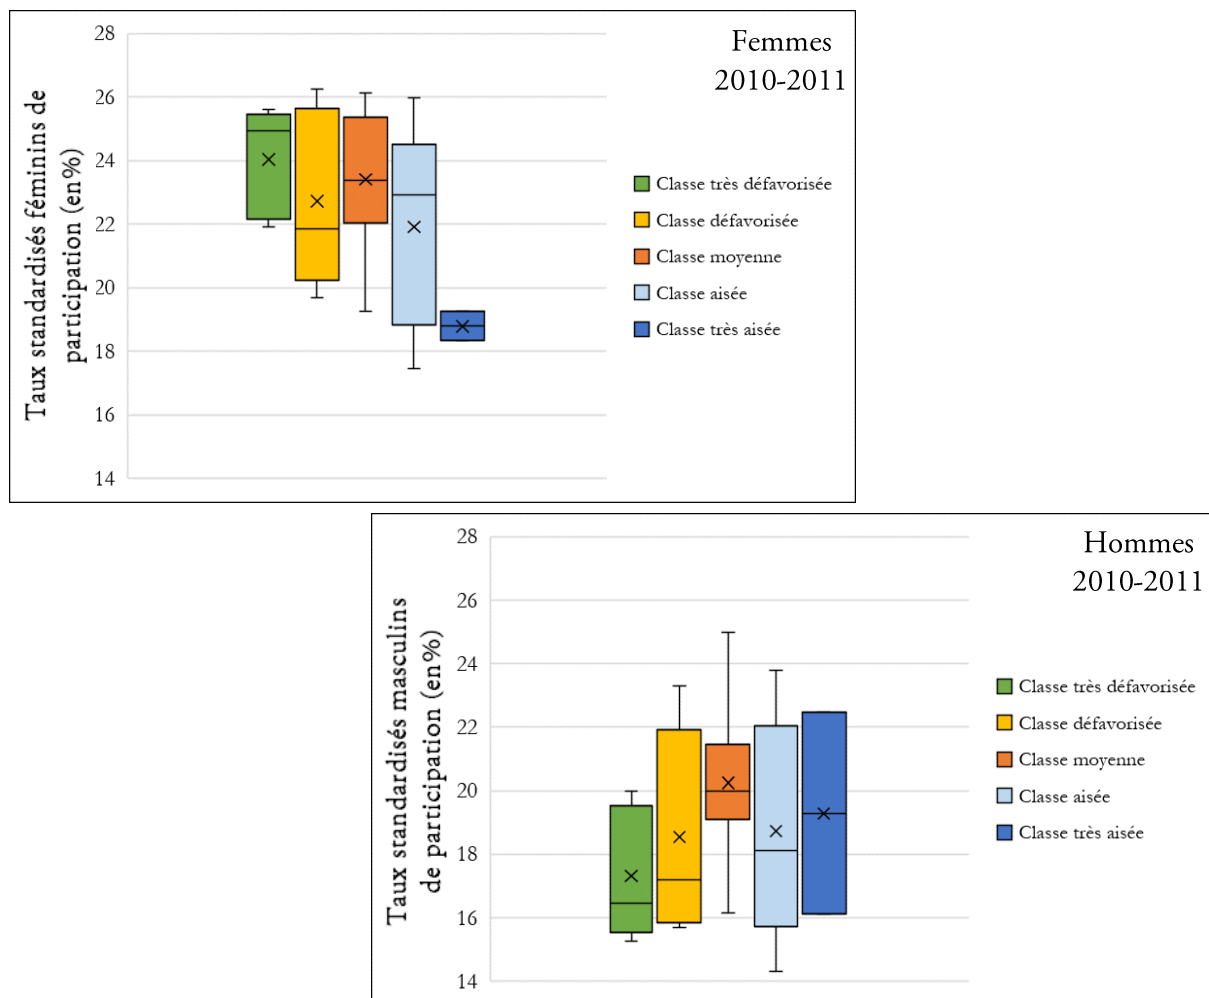 Femmes
2010-2011
Taux standardisés féminins de
participation (en%)
28
26
24
22
20
18
16
14
Classe très défavorisée
Classe défavorisée
Classe moyenne
Classe aisée
Classe très aisée
Hommes
2010-2011
Taux standardisés masculins
de participation (en%)
28
26
24
22
20
18
16
14
Classe très défavorisée
Classe défavorisée
Classe moyenne
Classe aisée
Classe très aisée